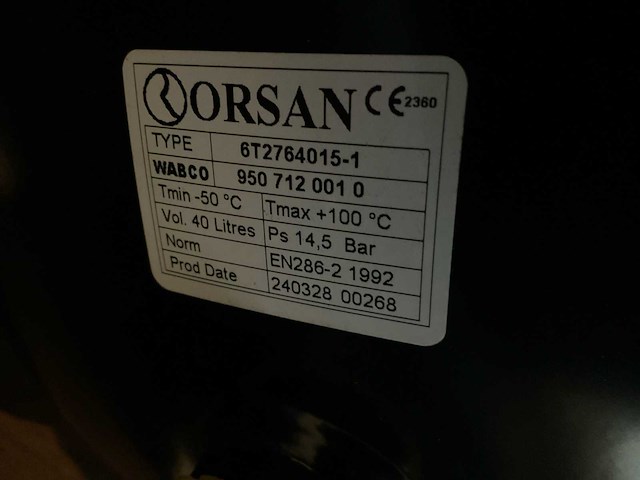 ORSAN CE 2360
TYPE 6T2764015-1
WABCO 950 712 001 0
Tmin -50 °C Tmax +100 °C
Vol. 40 Litres Ps 14,5 Bar
Norm EN286-2 1992
Prod Date 240328 00268